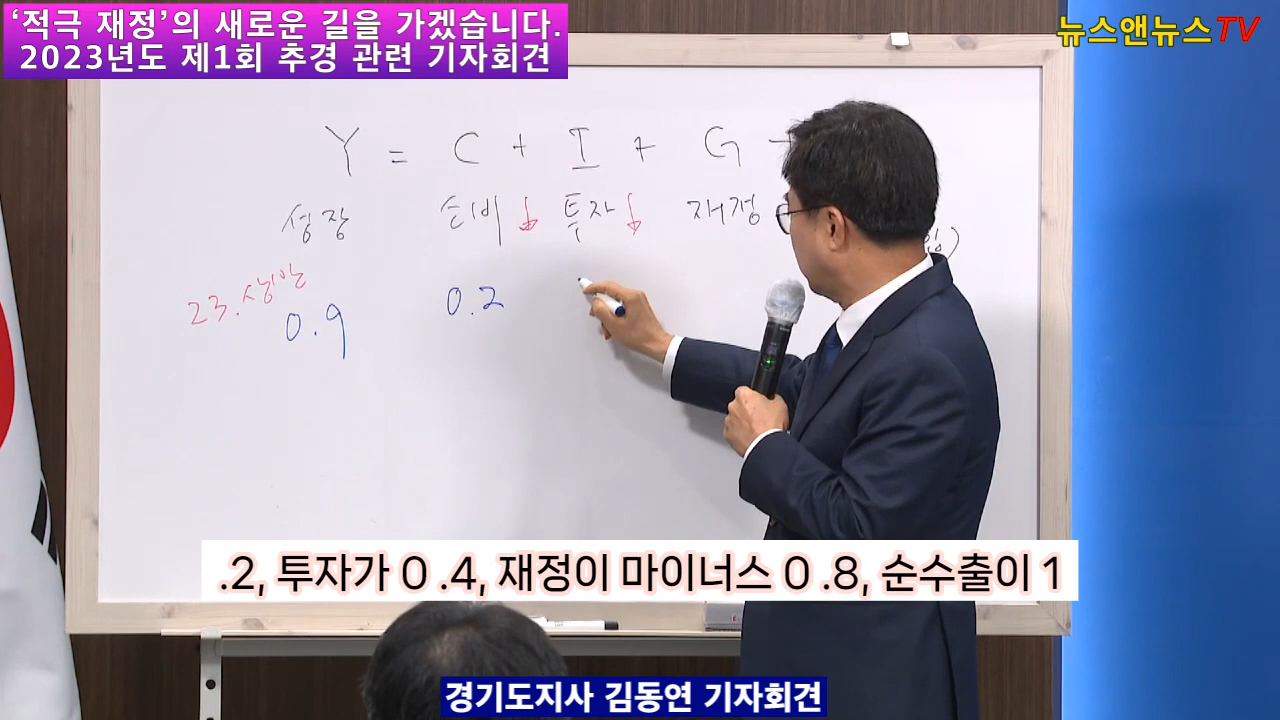 ‘적극 재정’의 새로운 길을 가겠습니다.
2023년도 제1회 추경 관련 기자회견
뉴스앤뉴스TV
Y = C + I + G +
성장 소비 ↓ 투자 ↓ 재정
23.상반
0.9 0.2
.2, 투자가 0 .4, 재정이 마이너스 0 .8, 순수출이 1
경기도지사 김동연 기자회견